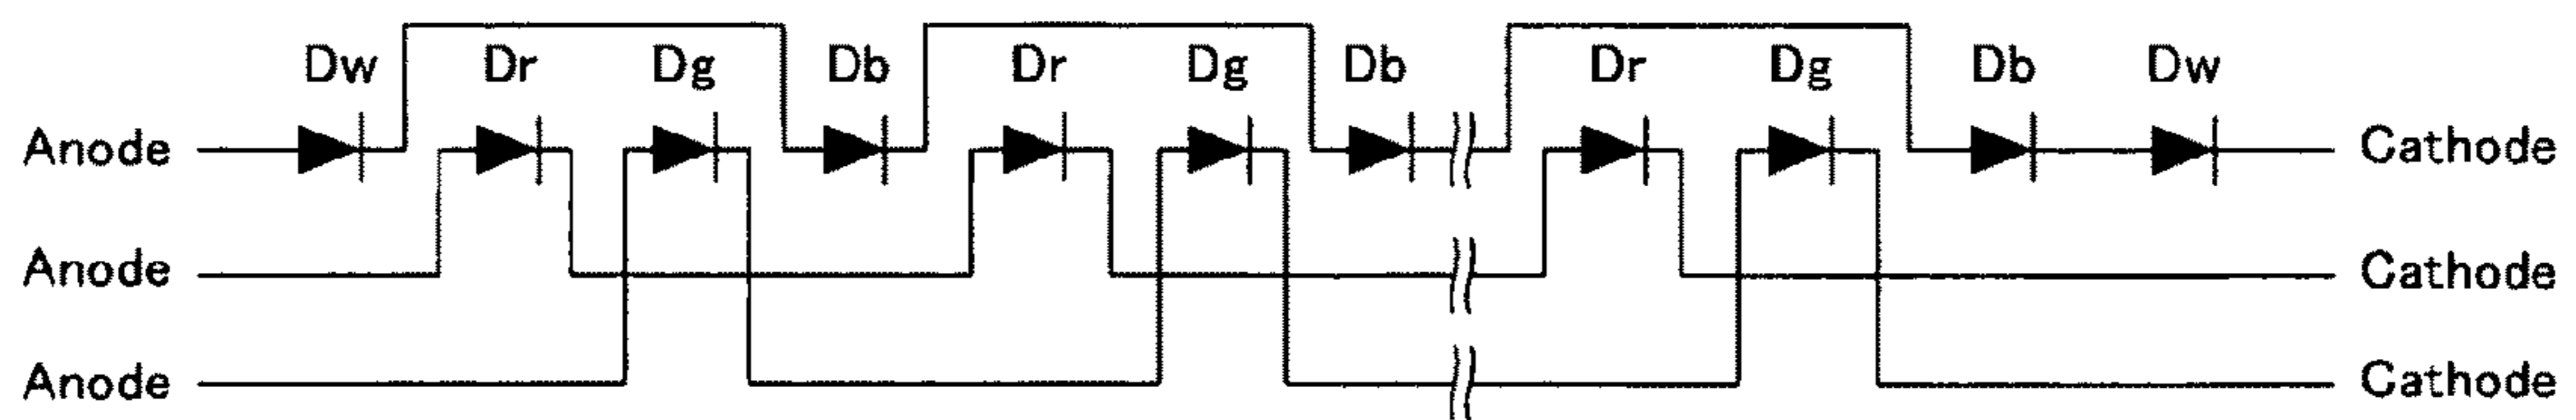 Dw Dr Dg Db Dr Dg Db Dr Dg Db Dw
Anode Cathode
Anode Cathode
Anode Cathode